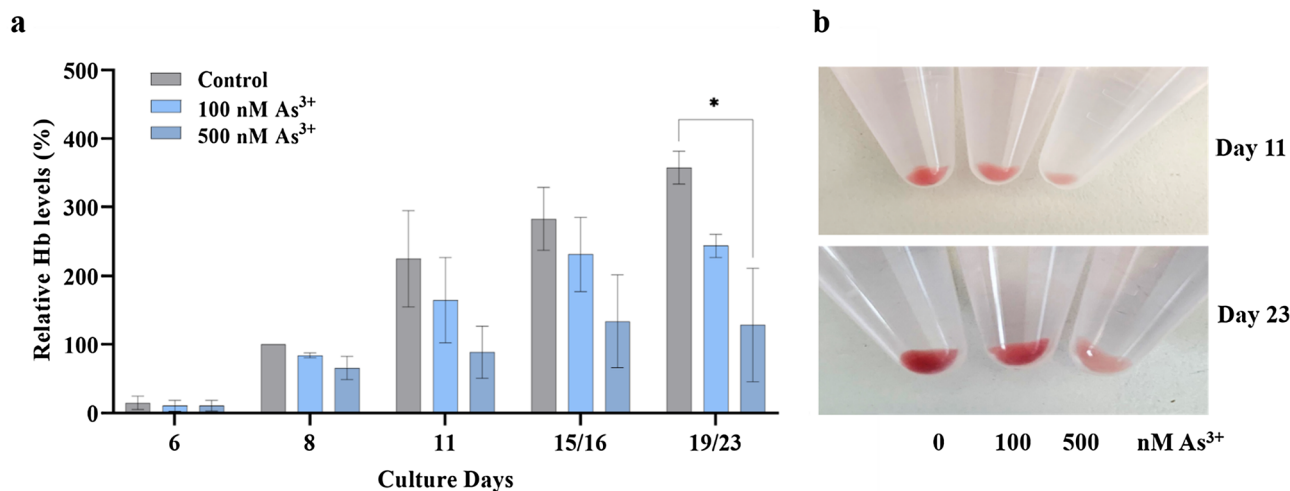 a
500
400
300
200
100
0
Relative Hb levels (%)
Control
100 nM As³⁺
500 nM As³⁺
*
6 8 11 15/16 19/23
Culture Days
b
Day 11
Day 23
0 100 500 nM As³⁺